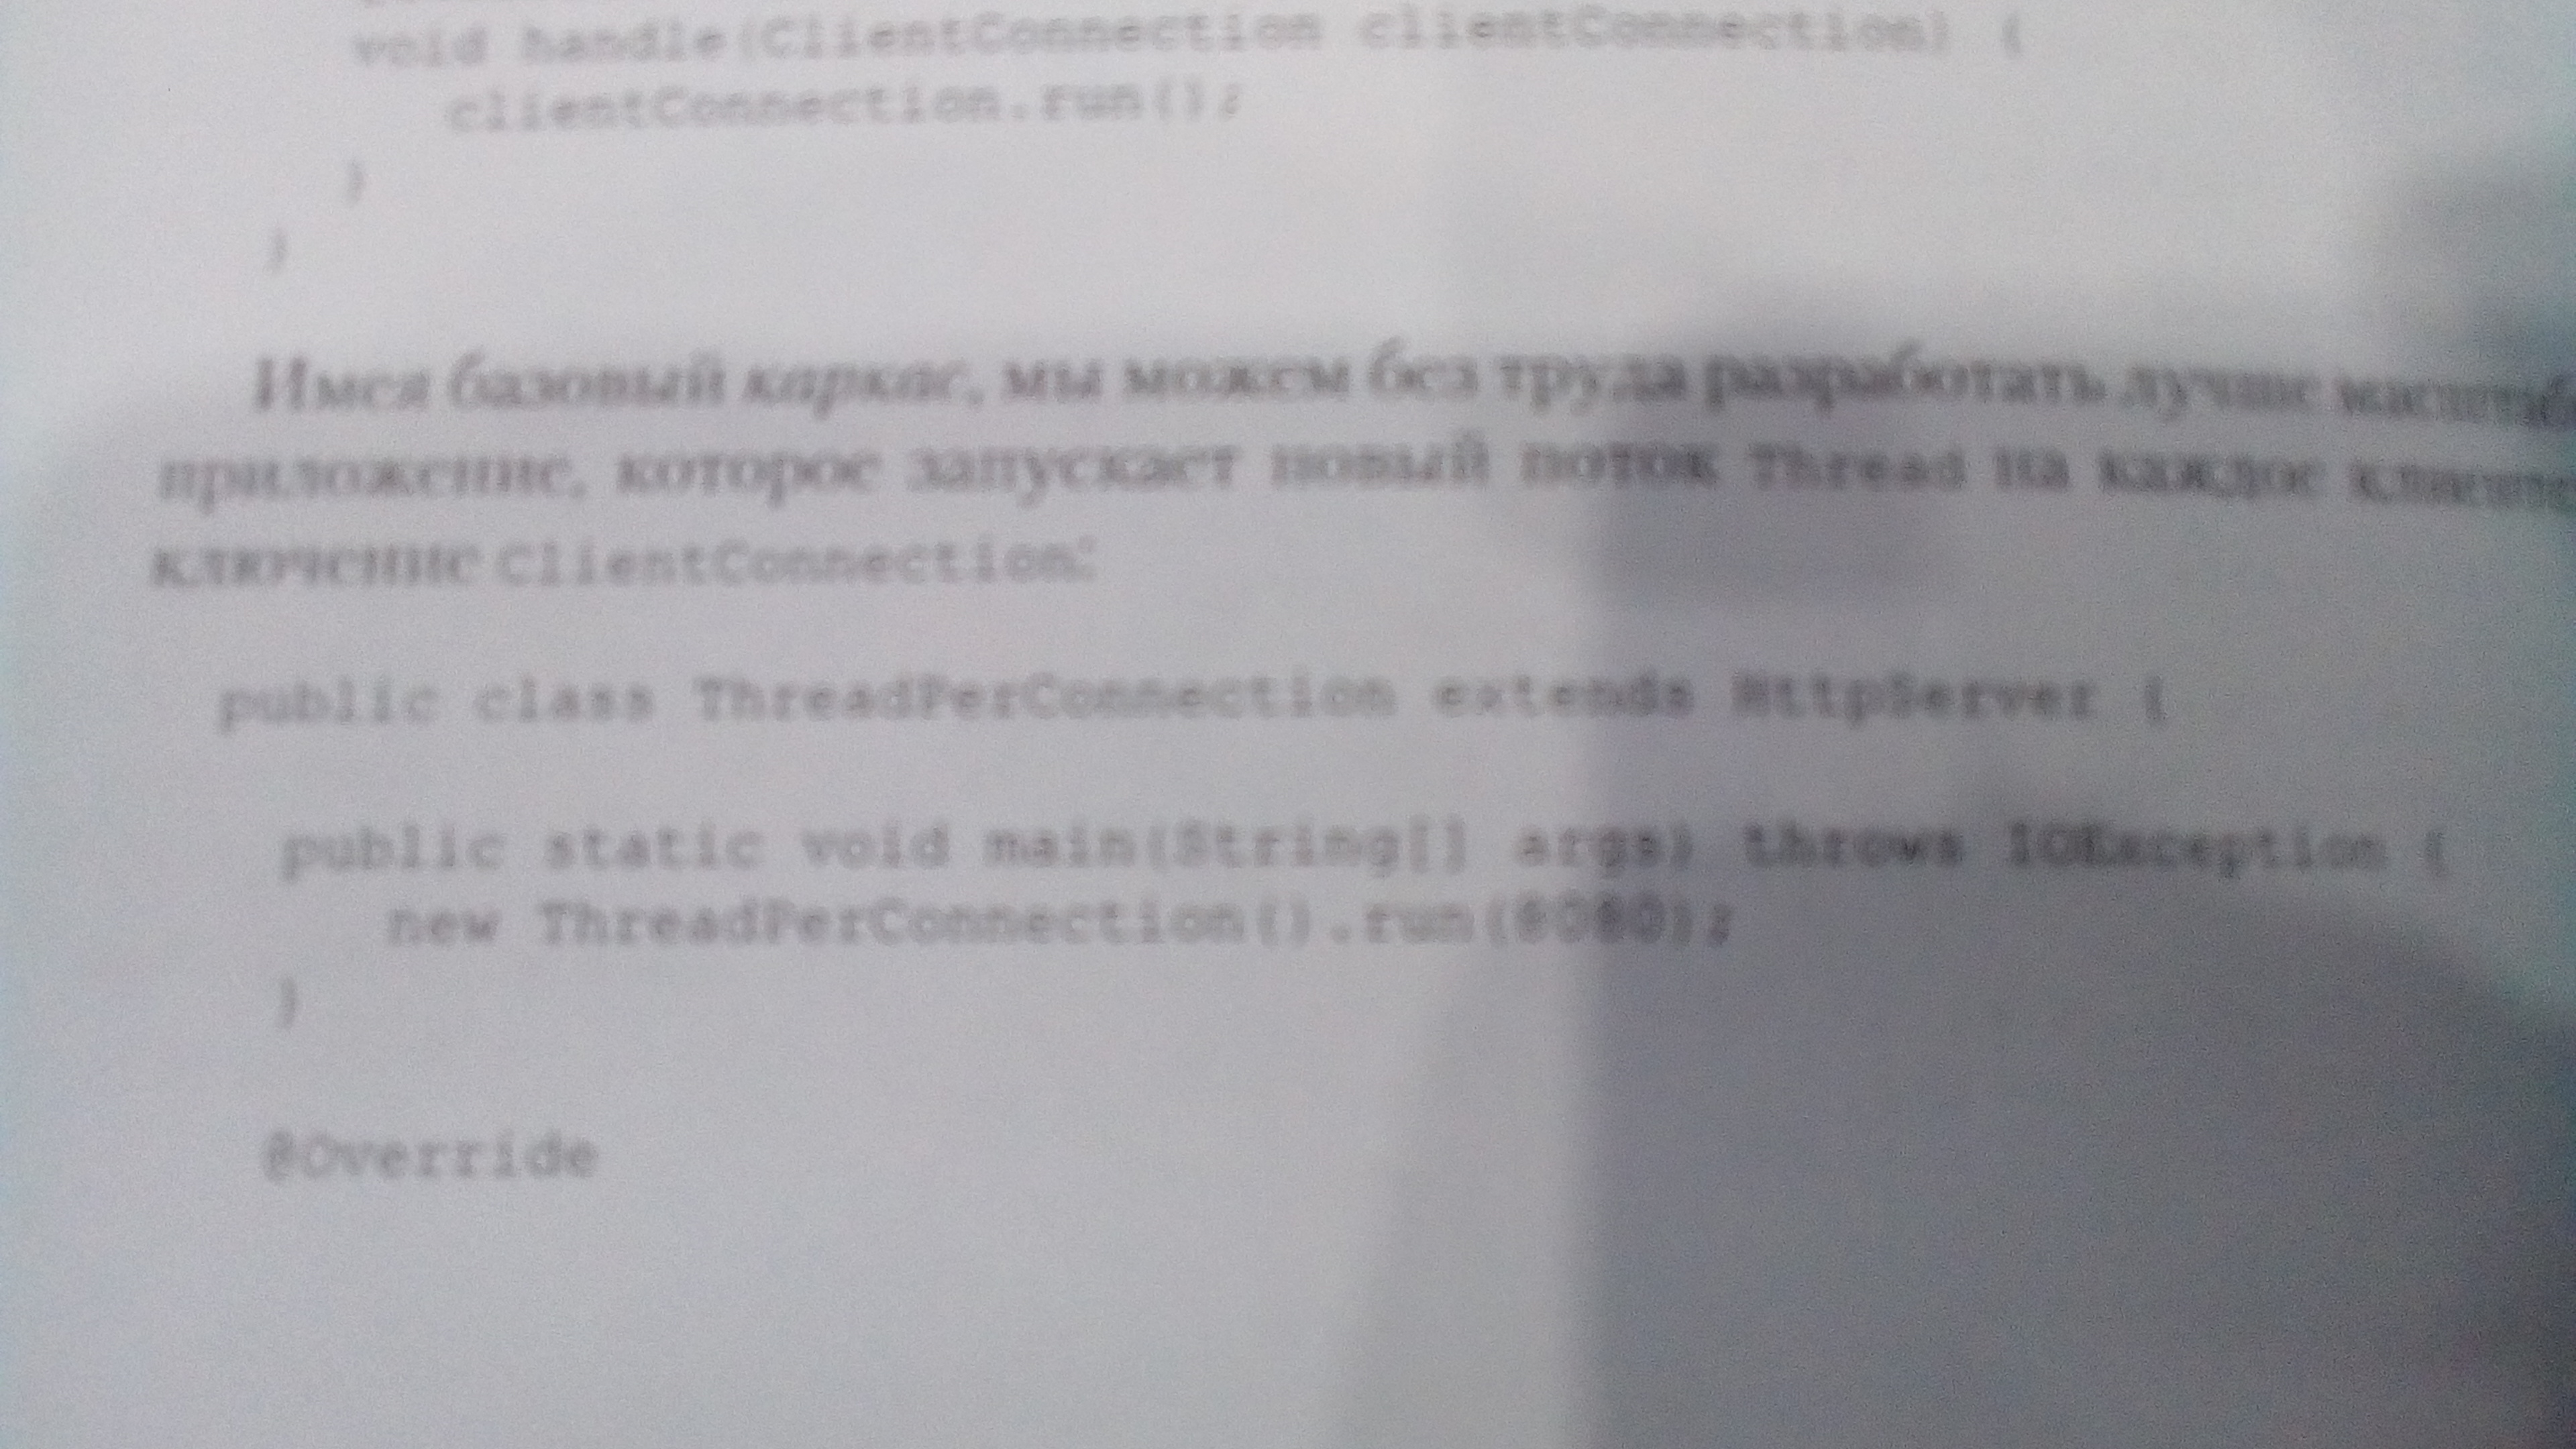 void handle(ClientConnection clientConnection) {
clientConnection.run();
}
}
Имея базовый каркас, мы можем без труда разработать лучше
приложение, которое запускает новый поток Thread на каждое
ключение ClientConnection:
public class ThreadPerConnection extends HttpServer {
public static void main(String[] args) throws IOException {
new ThreadPerConnection().run(8080);
}
@Override